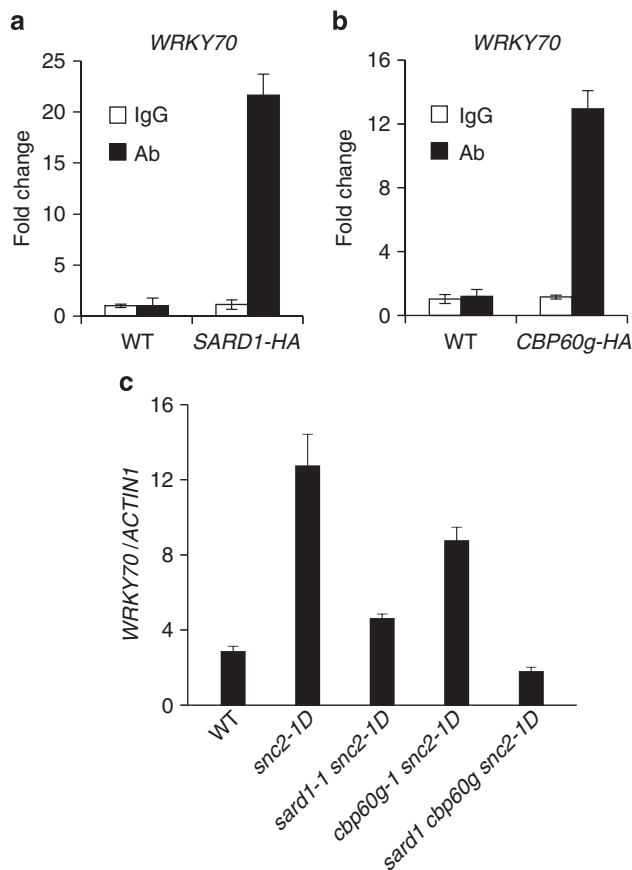 a
WRKY70
Fold change
25
20
15
10
5
0
IgG
Ab
WT
SARD1-HA
b
WRKY70
Fold change
16
12
8
4
0
IgG
Ab
WT
CBP60g-HA
c
WRKY70/ACTIN1
16
12
8
4
0
WT
snc2-1D
sard1-1 snc2-1D
cbp60g-1 snc2-1D
sard1 cbp60g snc2-1D